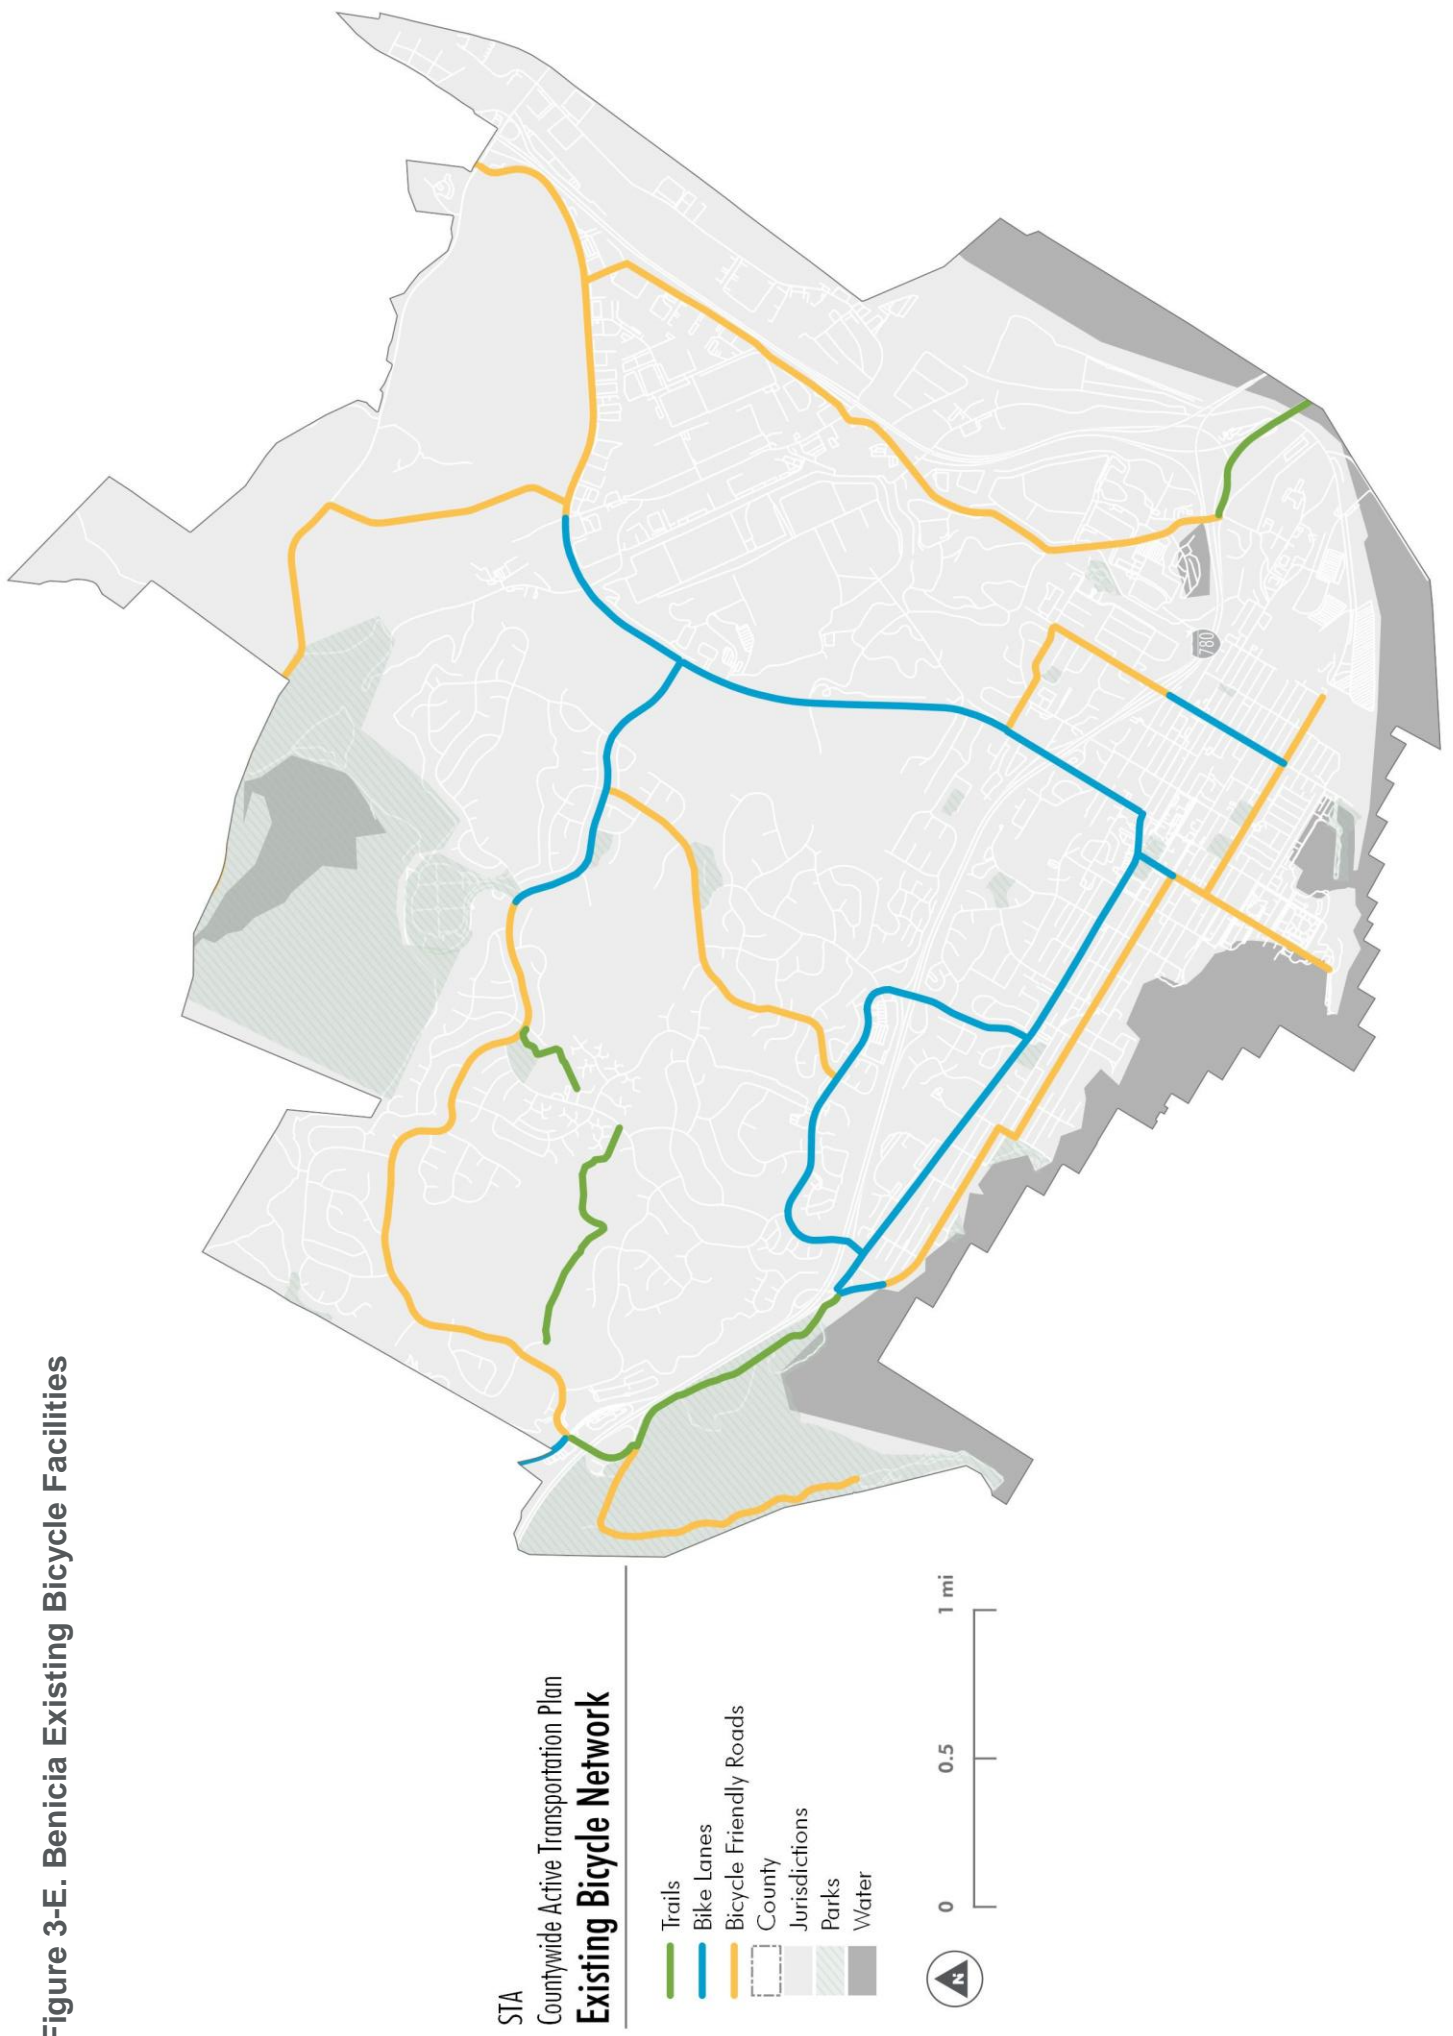 Figure 3-E. Benicia Existing Bicycle Facilities
STA
Countywide Active Transportation Plan
Existing Bicycle Network
Trails
Bike Lanes
Bicycle Friendly Roads
County
Jurisdictions
Parks
Water
N
0 0.5 1 mi
780